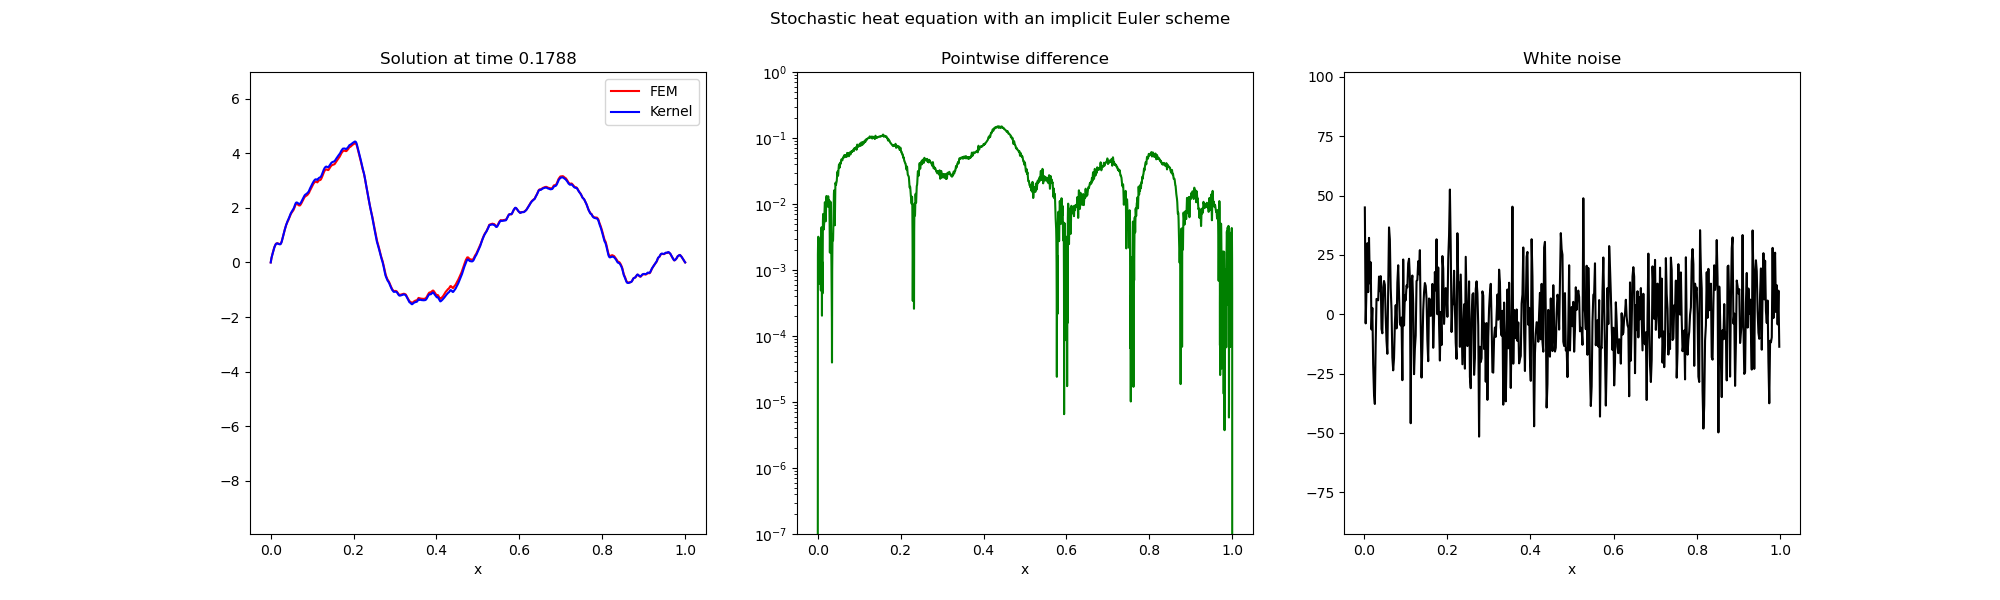 Stochastic heat equation with an implicit Euler scheme
Solution at time 0.1788
FEM
Kernel
6
4
2
0
−2
−4
−6
−8
0.0 0.2 0.4 0.6 0.8 1.0
x
Pointwise difference
10⁰
10⁻¹
10⁻²
10⁻³
10⁻⁴
10⁻⁵
10⁻⁶
10⁻⁷
0.0 0.2 0.4 0.6 0.8 1.0
x
White noise
100
75
50
25
0
−25
−50
−75
0.0 0.2 0.4 0.6 0.8 1.0
x